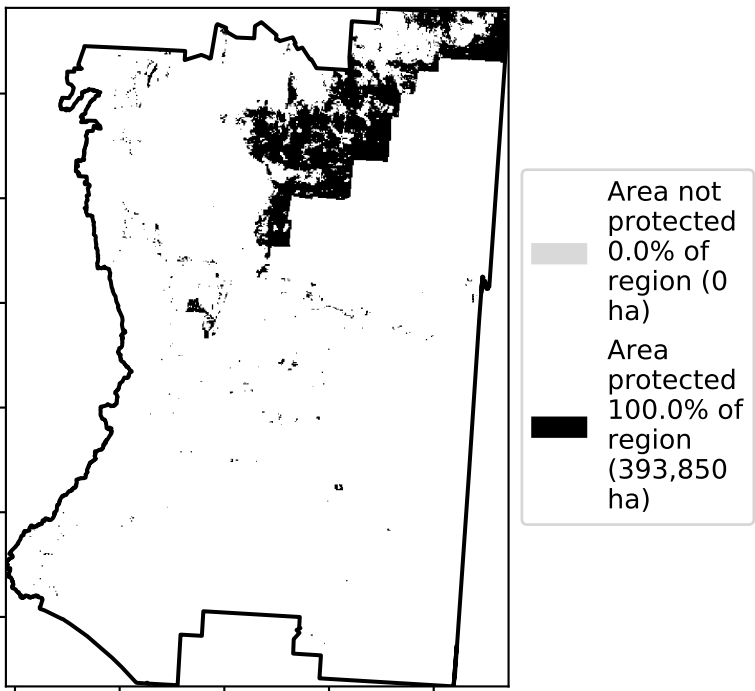 Area not
protected
0.0% of
region (0
ha)
Area
protected
100.0% of
region
(393,850
ha)